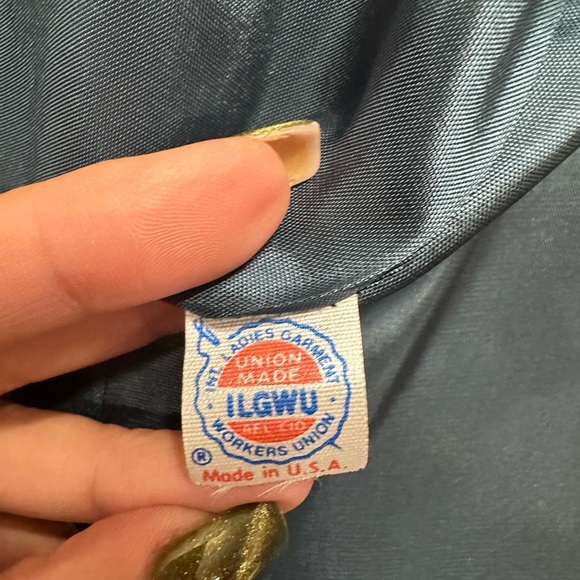 INT. LADIES GARMENT
UNION
MADE
ILGWU
AFL CIO
WORKERS UNION
®
Made in U.S.A.